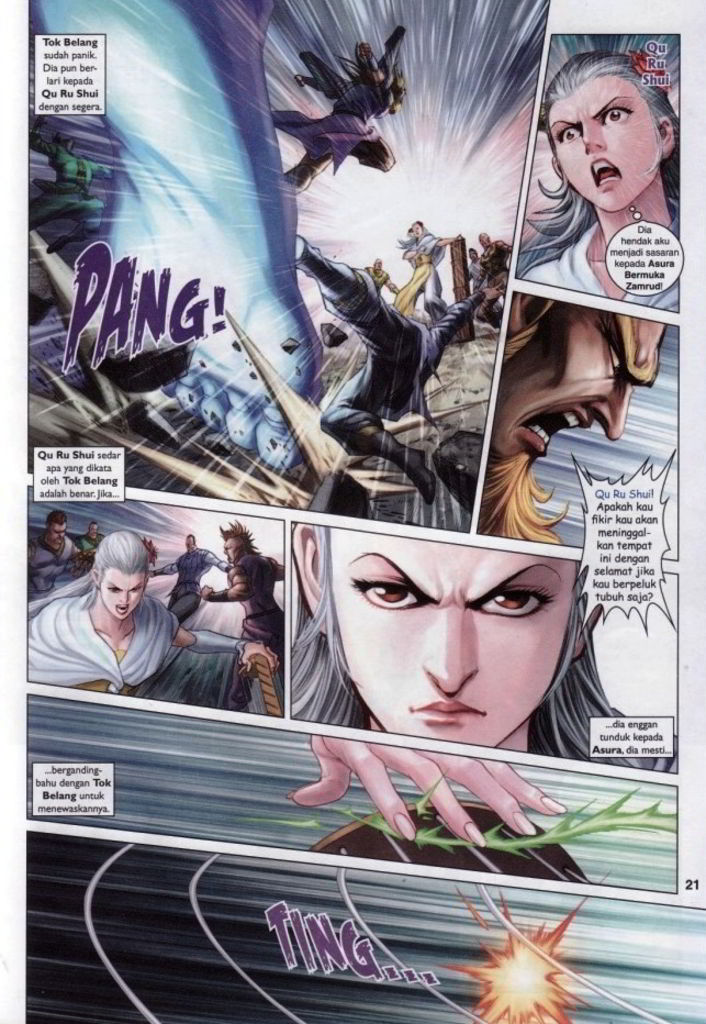 Tok Belang
sudah panik.
Dia pun ber-
lari kepada
Qu Ru Shui
dengan segera.
PANG!
Qu
Ru
Shui
Dia
hendak aku
menjadi sasaran
kepada Asura
Bermuka
Zamrud!
Qu Ru Shui sedar
apa yang dikata
oleh Tok Belang
adalah benar. Jika...
Qu Ru Shui!
Apakah kau
fikir kau akan
meninggal-
kan tempat
ini dengan
selamat jika
kau berpeluk
tubuh saja?
...dia enggan
tunduk kepada
Asura, dia mesti...
...berganding-
bahu dengan Tok
Belang untuk
menewaskannya.
21
TING....